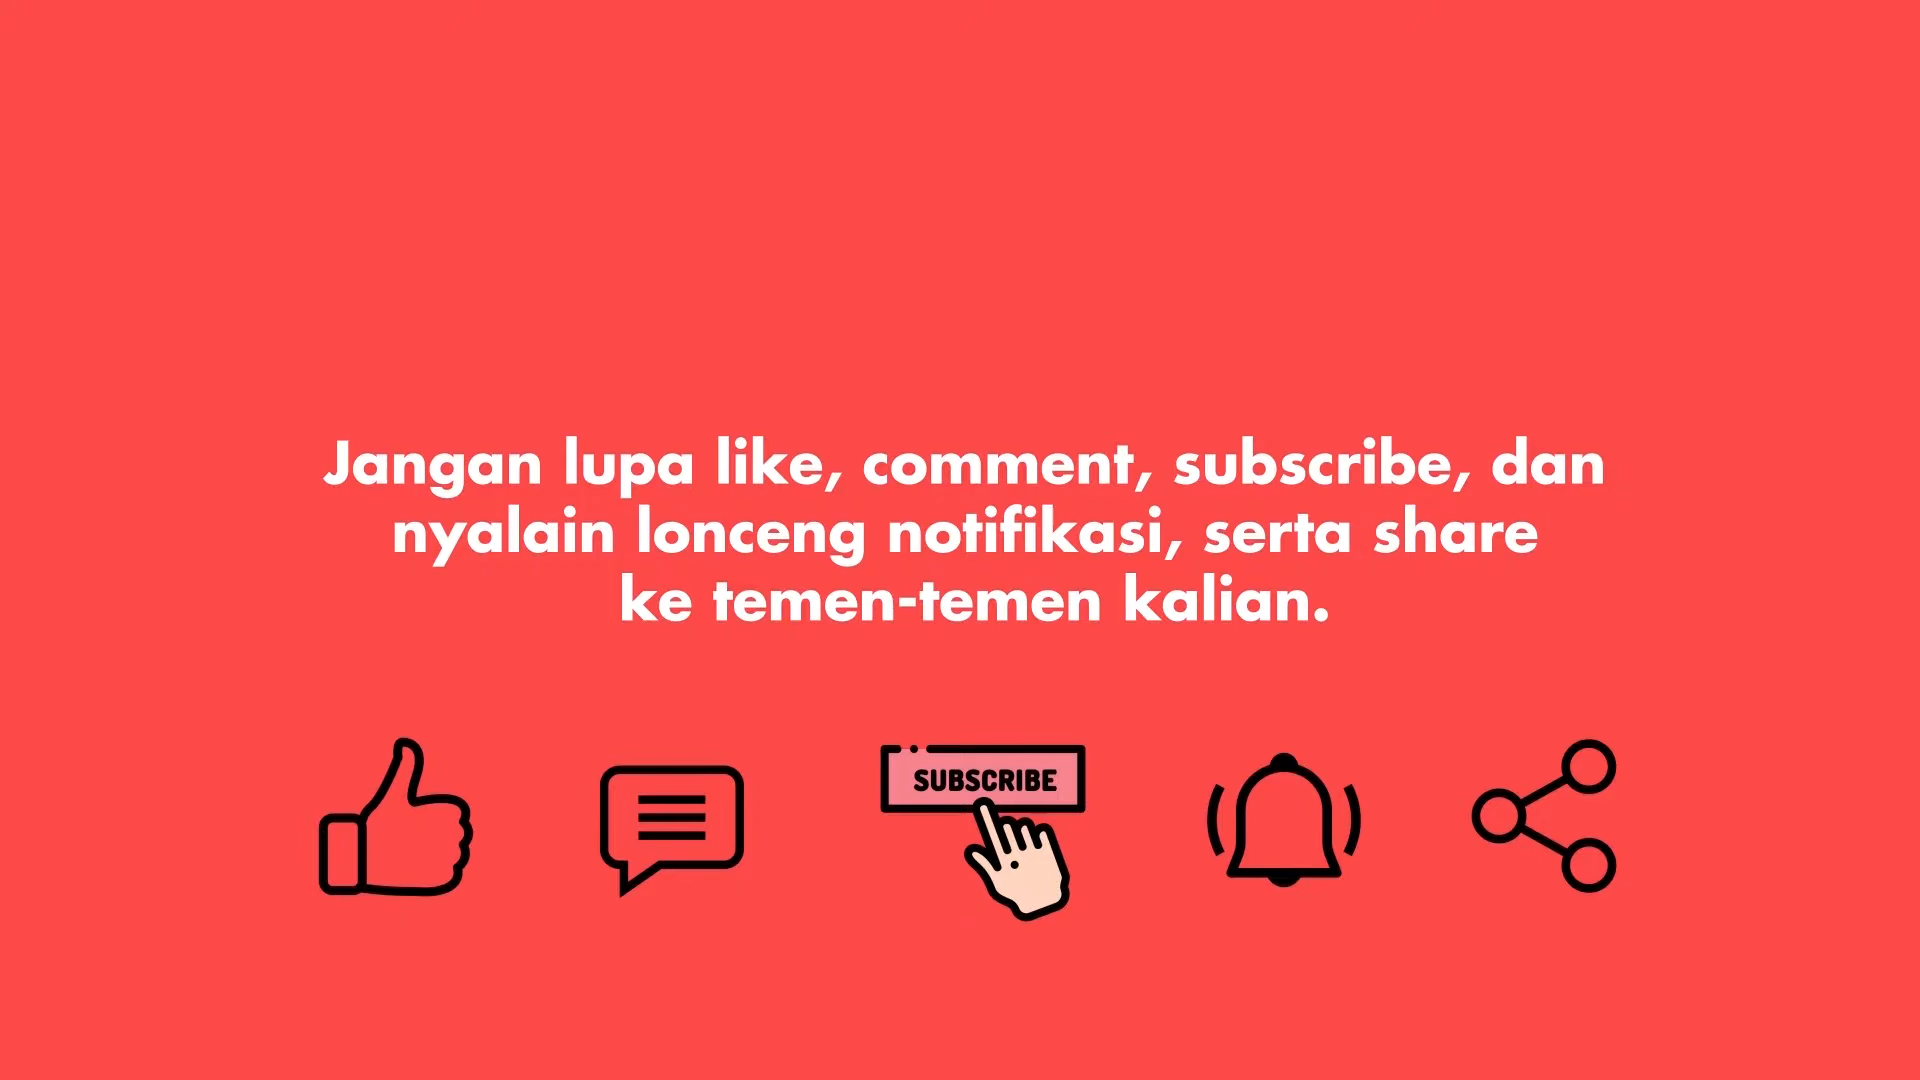 Jangan lupa like, comment, subscribe, dan
nyalain lonceng notifikasi, serta share
ke temen-temen kalian.
SUBSCRIBE